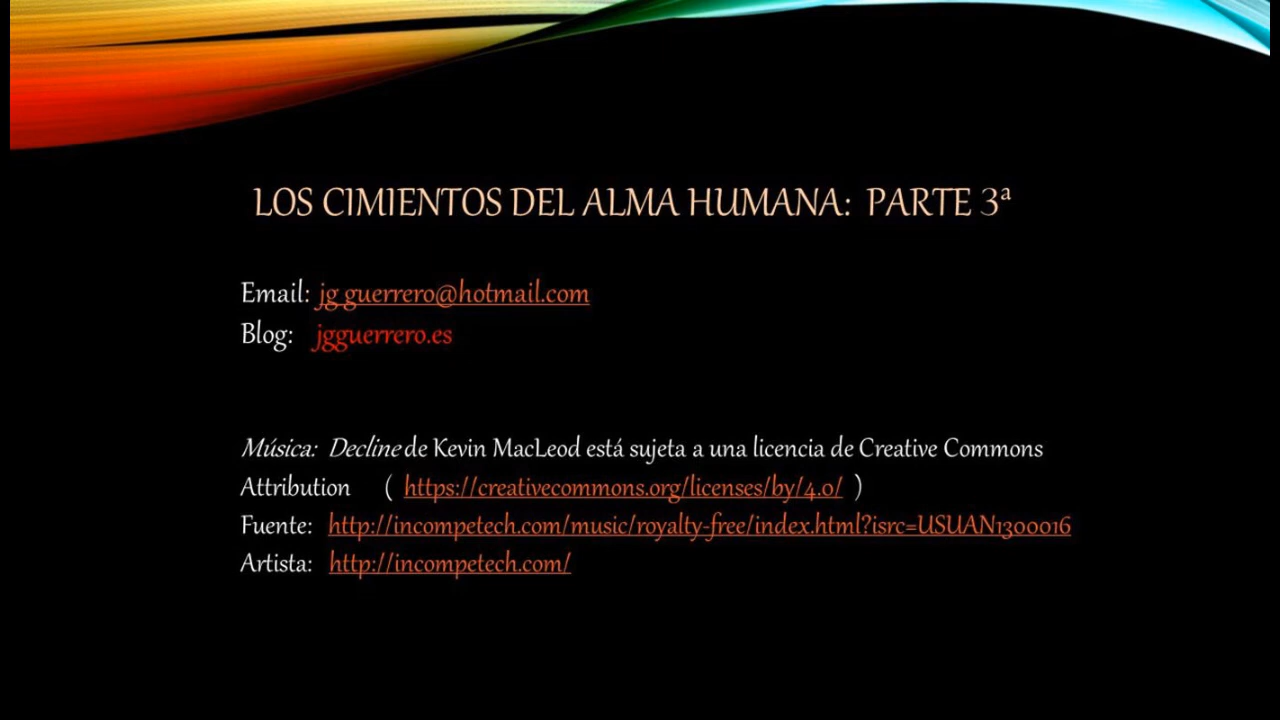 LOS CIMIENTOS DEL ALMA HUMANA: PARTE 3ª
Email: jg.guerrero@hotmail.com
Blog: jgguerrero.es
Música: Decline de Kevin MacLeod está sujeta a una licencia de Creative Commons
Attribution ( https://creativecommons.org/licenses/by/4.0/ )
Fuente: http://incompetech.com/music/royalty-free/index.html?isrc=USUAN1300016
Artista: http://incompetech.com/